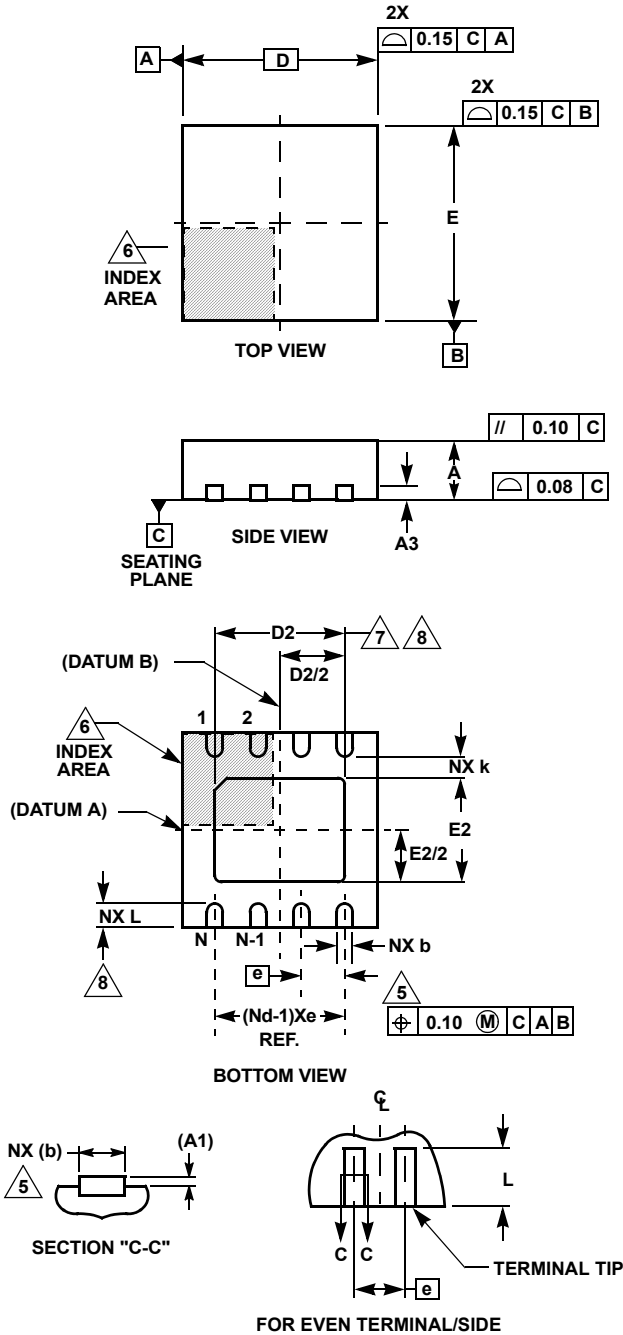 2X
⌓ 0.15 C A
A
D
2X
⌓ 0.15 C B
E
6
INDEX
AREA
TOP VIEW
B
// 0.10 C
A
⌓ 0.08 C
C
SIDE VIEW
A3
SEATING
PLANE
D2
7 8
(DATUM B)
D2/2
6
1 2
INDEX
AREA
NX k
(DATUM A)
E2
E2/2
NX L
N N-1
NX b
8
e
5
(Nd-1)Xe
REF.
⌖ 0.10 Ⓜ C A B
BOTTOM VIEW
NX (b)
(A1)
5
SECTION "C-C"
℄
L
C C
TERMINAL TIP
e
FOR EVEN TERMINAL/SIDE